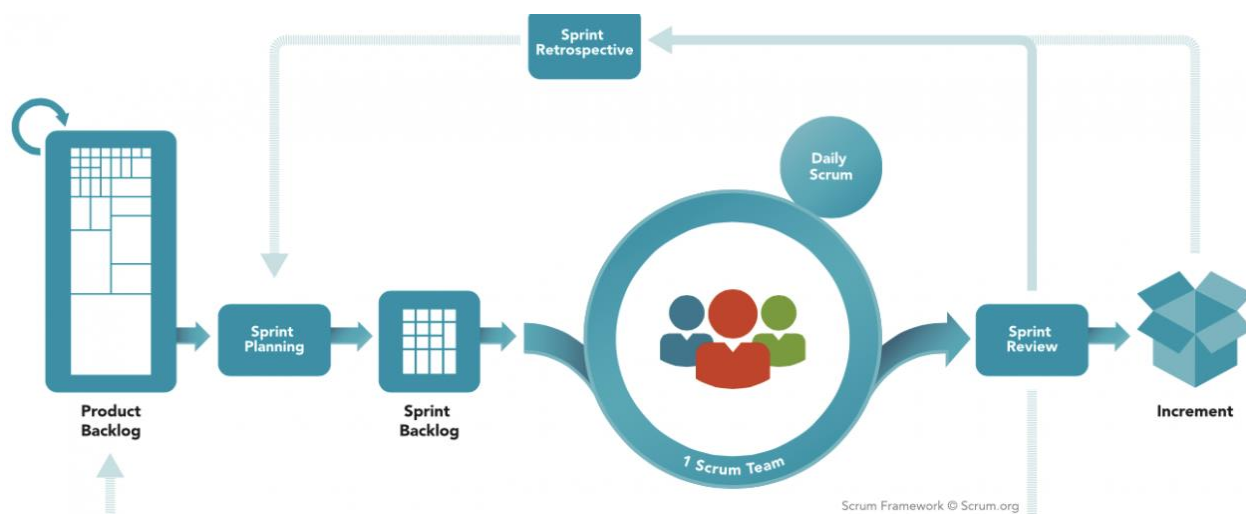 Sprint
Retrospective
Daily
Scrum
Sprint
Planning
Sprint
Review
Product
Backlog
Sprint
Backlog
Increment
1 Scrum Team
Scrum Framework © Scrum.org